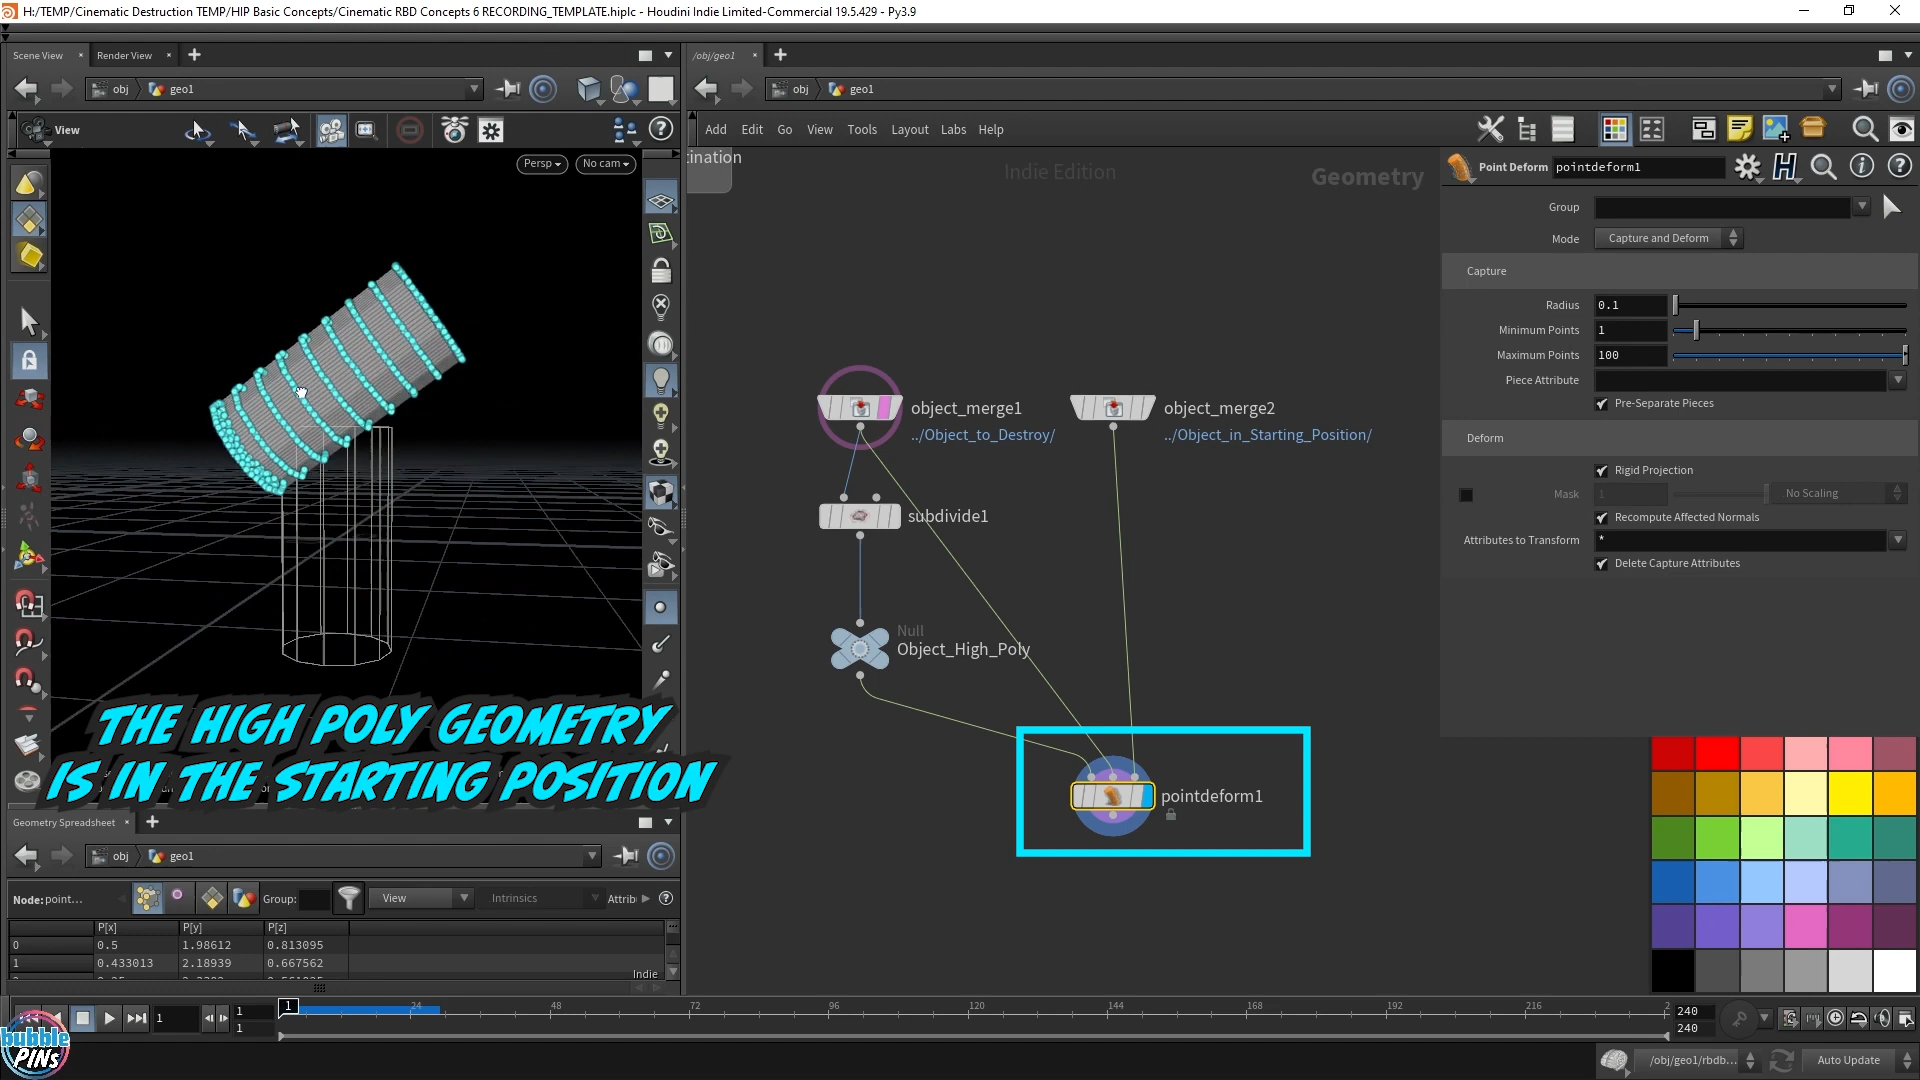 H:/TEMP/Cinematic Destruction TEMP/HIP Basic Concepts/Cinematic RBD Concepts 6 RECORDING_TEMPLATE.hiplc - Houdini Indie Limited-Commercial 19.5.429 - Py3.9
Scene View
Render View
/obj/geo1
obj
geo1
obj
geo1
View
Add
Edit
Go
View
Tools
Layout
Labs
Help
Persp
No cam
Indie Edition
Geometry
Point Deform
pointdeform1
Group
Mode
Capture and Deform
Capture
Radius
0.1
Minimum Points
1
Maximum Points
100
Piece Attribute
Pre-Separate Pieces
Deform
Rigid Projection
Mask
1
No Scaling
Recompute Affected Normals
Attributes to Transform
*
Delete Capture Attributes
object_merge1
../Object_to_Destroy/
object_merge2
../Object_in_Starting_Position/
subdivide1
Null
Object_High_Poly
pointdeform1
THE HIGH POLY GEOMETRY
IS IN THE STARTING POSITION
Geometry Spreadsheet
obj
geo1
Node: point...
Group:
View
Intrinsics
Attrib
P[x]
P[y]
P[z]
0
0.5
1.98612
0.813095
1
0.433013
2.18939
0.667562
Indie
1
1
1
1
24
48
72
96
120
144
168
192
216
2
240
240
bubble
PINS
/obj/geo1/rbdb...
Auto Update